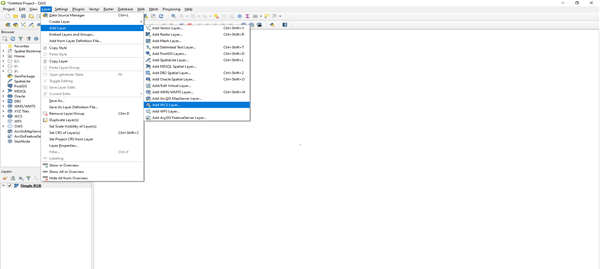 *Untitled Project - QGIS
Project Edit View Layer Settings Plugins Vector Raster Database Web Mesh Processing Help
Browser
Favorites
Spatial Bookmarks
Home
C:\
GeoPackage
SpatiaLite
PostGIS
MSSQL
Oracle
DB2
WMS/WMTS
XYZ Tiles
WCS
WFS
OWS
ArcGisMapServer
ArcGisFeatureServer
GeoNode
Layers
Simple RGB
Data Source Manager Ctrl+L
Create Layer
Add Layer
Embed Layers and Groups...
Add from Layer Definition File...
Copy Style
Paste Style
Copy Layer
Paste Layer/Group
Open Attribute Table F6
Toggle Editing
Save Layer Edits
Current Edits
Save As...
Save As Layer Definition File...
Remove Layer/Group Ctrl+D
Duplicate Layer(s)
Set Scale Visibility of Layer(s)
Set CRS of Layer(s) Ctrl+Shift+C
Set Project CRS from Layer
Layer Properties...
Filter... Ctrl+F
Labeling
Show in Overview
Show All in Overview
Hide All from Overview
Add Vector Layer... Ctrl+Shift+V
Add Raster Layer... Ctrl+Shift+R
Add Mesh Layer...
Add Delimited Text Layer... Ctrl+Shift+T
Add PostGIS Layers... Ctrl+Shift+D
Add SpatiaLite Layer... Ctrl+Shift+L
Add MSSQL Spatial Layer...
Add DB2 Spatial Layer... Ctrl+Shift+2
Add Oracle Spatial Layer... Ctrl+Shift+O
Add/Edit Virtual Layer...
Add WMS/WMTS Layer... Ctrl+Shift+W
Add ArcGIS MapServer Layer...
Add WCS Layer...
Add WFS Layer...
Add ArcGIS FeatureServer Layer...